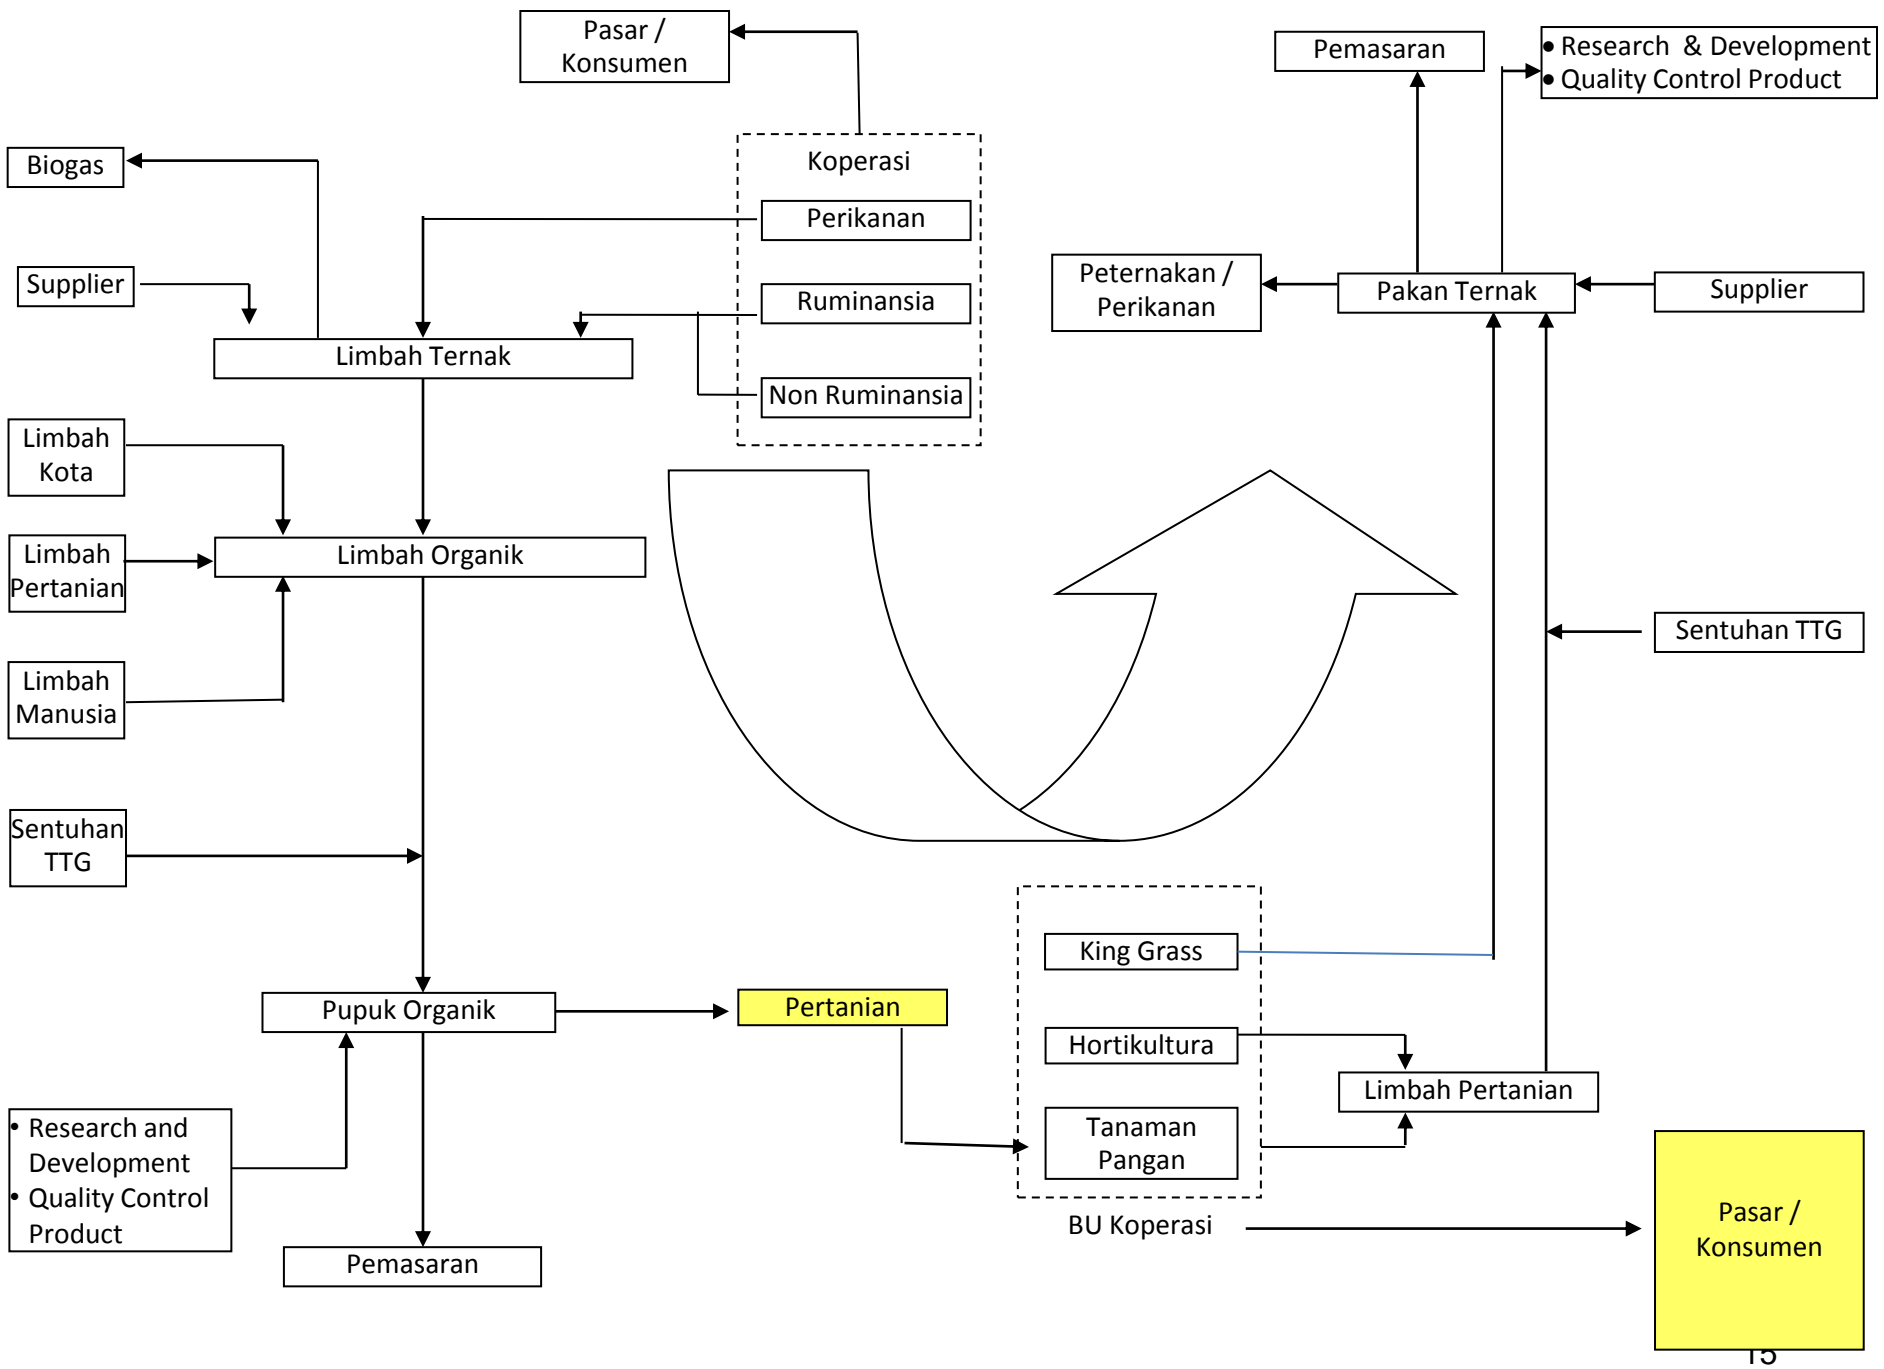 Pasar /
Konsumen
Pemasaran
• Research & Development
• Quality Control Product
Biogas
Koperasi
Perikanan
Supplier
Ruminansia
Peternakan /
Perikanan
Pakan Ternak
Supplier
Limbah Ternak
Non Ruminansia
Limbah
Kota
Limbah
Pertanian
Limbah Organik
Sentuhan TTG
Limbah
Manusia
Sentuhan
TTG
King Grass
Pupuk Organik
Pertanian
Hortikultura
Limbah Pertanian
• Research and
Development
• Quality Control
Product
Tanaman
Pangan
BU Koperasi
Pasar /
Konsumen
Pemasaran
15